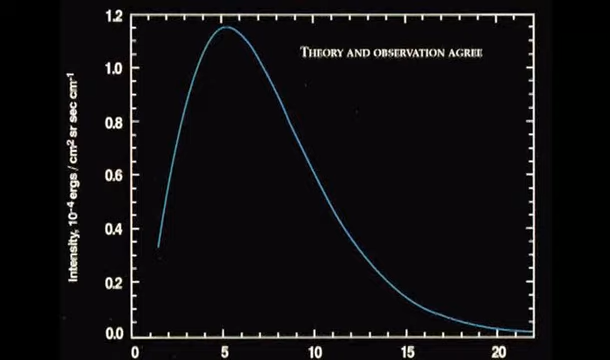 THEORY AND OBSERVATION AGREE
Intensity, 10⁻⁴ ergs / cm² sr sec cm⁻¹
1.2
1.0
0.8
0.6
0.4
0.2
0.0
0 5 10 15 20